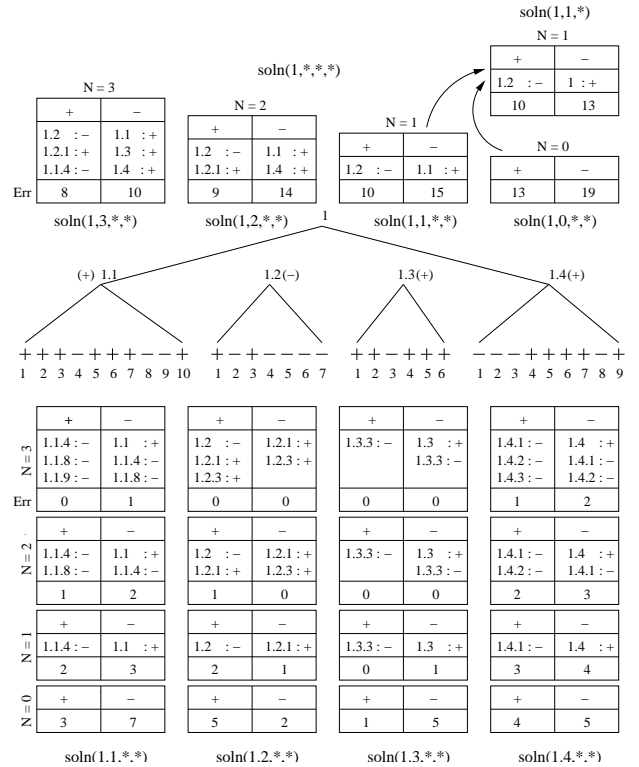 soln(1,1,*)
N = 1
+ −
1.2 : − 1 : +
10 13
soln(1,*,*,*)
N = 3
+ −
1.2 : − 1.1 : +
1.2.1 : + 1.3 : +
1.1.4 : − 1.4 : +
Err 8 10
soln(1,3,*,*)
N = 2
+ −
1.2 : − 1.1 : +
1.2.1 : + 1.4 : +
9 14
soln(1,2,*,*)
N = 1
+ −
1.2 : − 1.1 : +
10 15
soln(1,1,*,*)
N = 0
+ −
13 19
soln(1,0,*,*)
1
(+) 1.1 1.2(−) 1.3(+) 1.4(+)
+ + + − + + + − − + + − − − − + − + + − + + + + − − − + + + + − −
1 2 3 4 5 6 7 8 9 10 1 2 3 4 5 6 7 1 2 3 4 5 6 1 2 3 4 5 6 7 8 9
N = 3
+ − + − + − + −
1.1.4 : − 1.1 : + 1.2 : − 1.2.1 : + 1.3.3 : − 1.3 : + 1.4.1 : − 1.4 : +
1.1.8 : − 1.1.4 : − 1.2.1 : + 1.2.3 : + 1.3.3 : − 1.4.2 : − 1.4.1 : −
1.1.9 : − 1.1.8 : − 1.2.3 : + 1.4.3 : − 1.4.2 : −
Err 0 1 0 0 0 0 1 2
N = 2
+ − + − + − + −
1.1.4 : − 1.1 : + 1.2 : − 1.2.1 : + 1.3.3 : − 1.3 : + 1.4.1 : − 1.4 : +
1.1.8 : − 1.1.4 : − 1.2.1 : + 1.2.3 : + 1.3.3 : − 1.4.2 : − 1.4.1 : −
1 2 1 0 0 0 2 3
N = 1
+ − + − + − + −
1.1.4 : − 1.1 : + 1.2 : − 1.2.1 : + 1.3.3 : − 1.3 : + 1.4.1 : − 1.4 : +
2 3 2 1 0 1 3 4
N = 0
+ − + − + − + −
3 7 5 2 1 5 4 5
soln(1.1,*,*) soln(1.2,*,*) soln(1.3,*,*) soln(1.4,*,*)